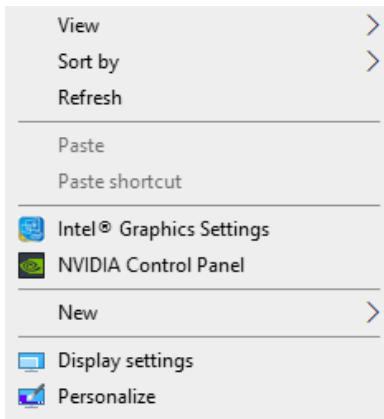 View
Sort by
Refresh
Paste
Paste shortcut
Intel® Graphics Settings
NVIDIA Control Panel
New
Display settings
Personalize